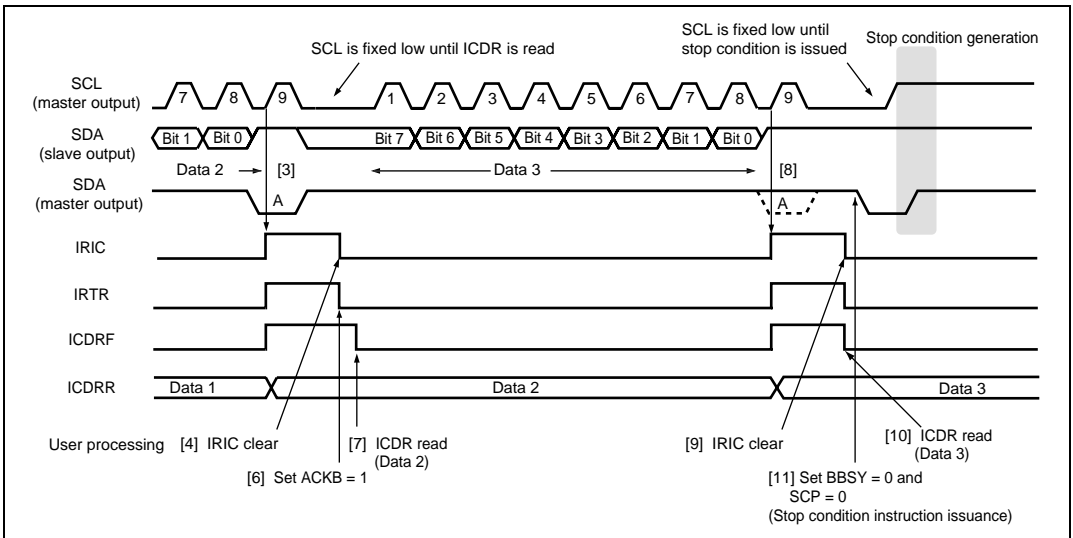 SCL is fixed low until ICDR is read
SCL is fixed low until
stop condition is issued
Stop condition generation
SCL
(master output)
7 8 9 1 2 3 4 5 6 7 8 9
SDA
(slave output)
Bit 1 Bit 0 Bit 7 Bit 6 Bit 5 Bit 4 Bit 3 Bit 2 Bit 1 Bit 0
Data 2 [3] Data 3 [8]
SDA
(master output)
A A
IRIC
IRTR
ICDRF
ICDRR Data 1 Data 2 Data 3
User processing [4] IRIC clear
[7] ICDR read
(Data 2)
[9] IRIC clear
[10] ICDR read
(Data 3)
[6] Set ACKB = 1
[11] Set BBSY = 0 and
SCP = 0
(Stop condition instruction issuance)